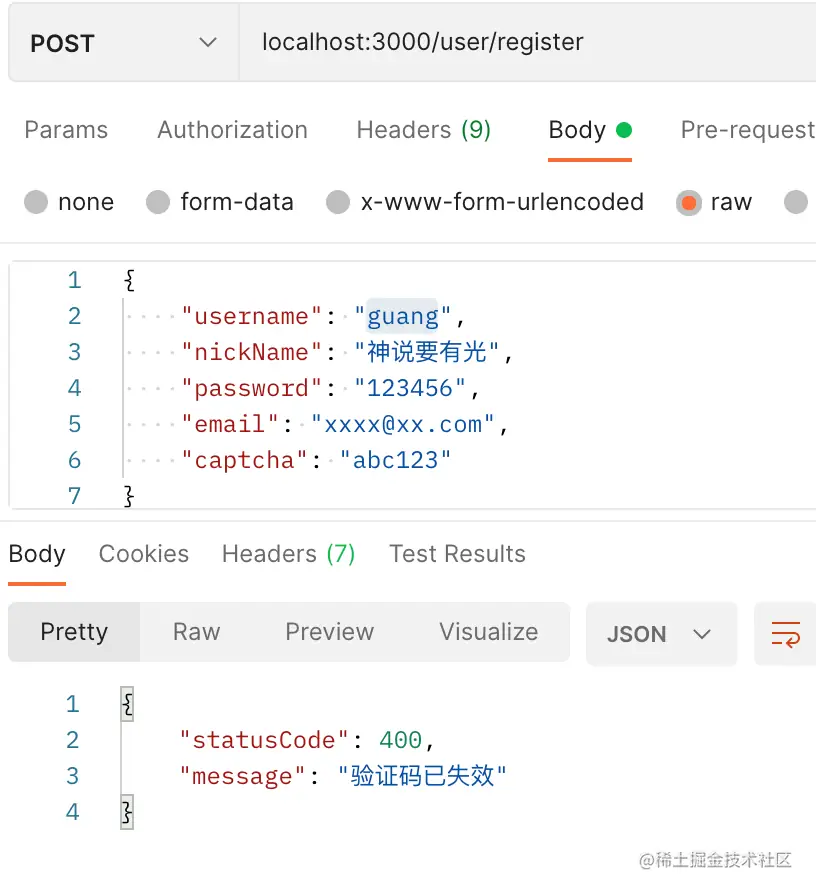 POST localhost:3000/user/register
Params Authorization Headers (9) Body Pre-request
none form-data x-www-form-urlencoded raw
1 {
2 "username": "guang",
3 "nickName": "神说要有光",
4 "password": "123456",
5 "email": "xxxx@xx.com",
6 "captcha": "abc123"
7 }
Body Cookies Headers (7) Test Results
Pretty Raw Preview Visualize JSON
1 {
2 "statusCode": 400,
3 "message": "验证码已失效"
4 }
@稀土掘金技术社区